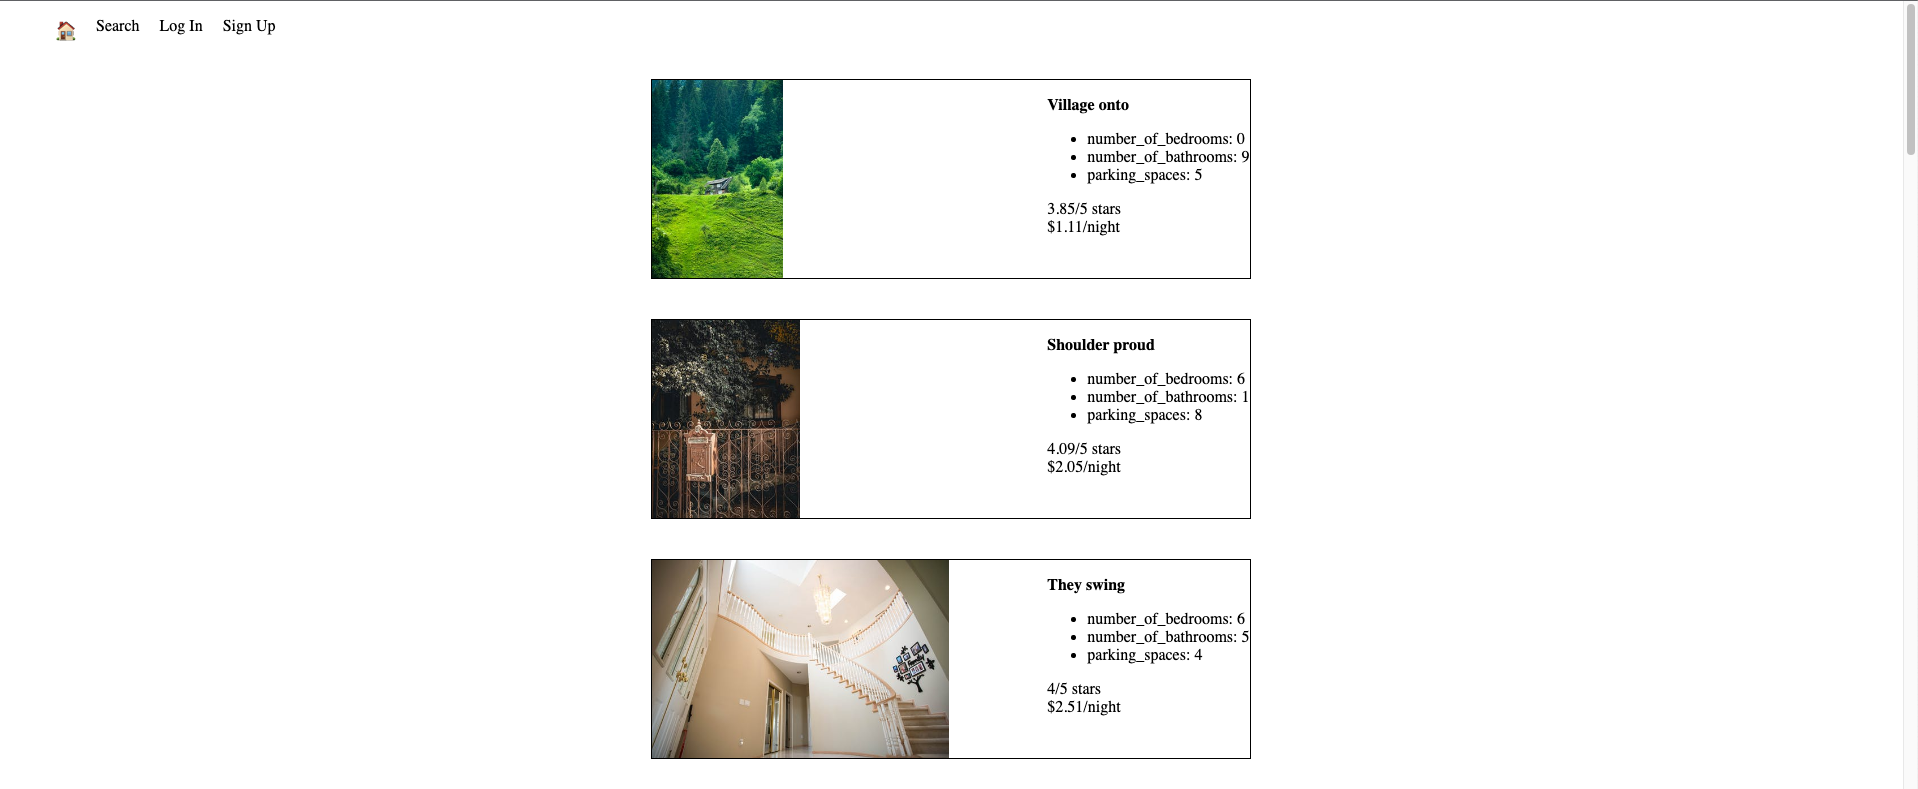 Search Log In Sign Up
Village onto
number_of_bedrooms: 0
number_of_bathrooms: 9
parking_spaces: 5
3.85/5 stars
$1.11/night
Shoulder proud
number_of_bedrooms: 6
number_of_bathrooms: 1
parking_spaces: 8
4.09/5 stars
$2.05/night
They swing
number_of_bedrooms: 6
number_of_bathrooms: 5
parking_spaces: 4
4/5 stars
$2.51/night